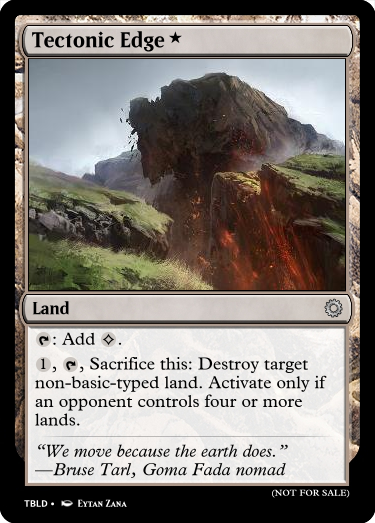 Tectonic Edge★
Land
: Add .
1, , Sacrifice this: Destroy target
non-basic-typed land. Activate only if
an opponent controls four or more
lands.
“We move because the earth does.”
—Bruse Tarl, Goma Fada nomad
(NOT FOR SALE)
TBLD • Eytan Zana